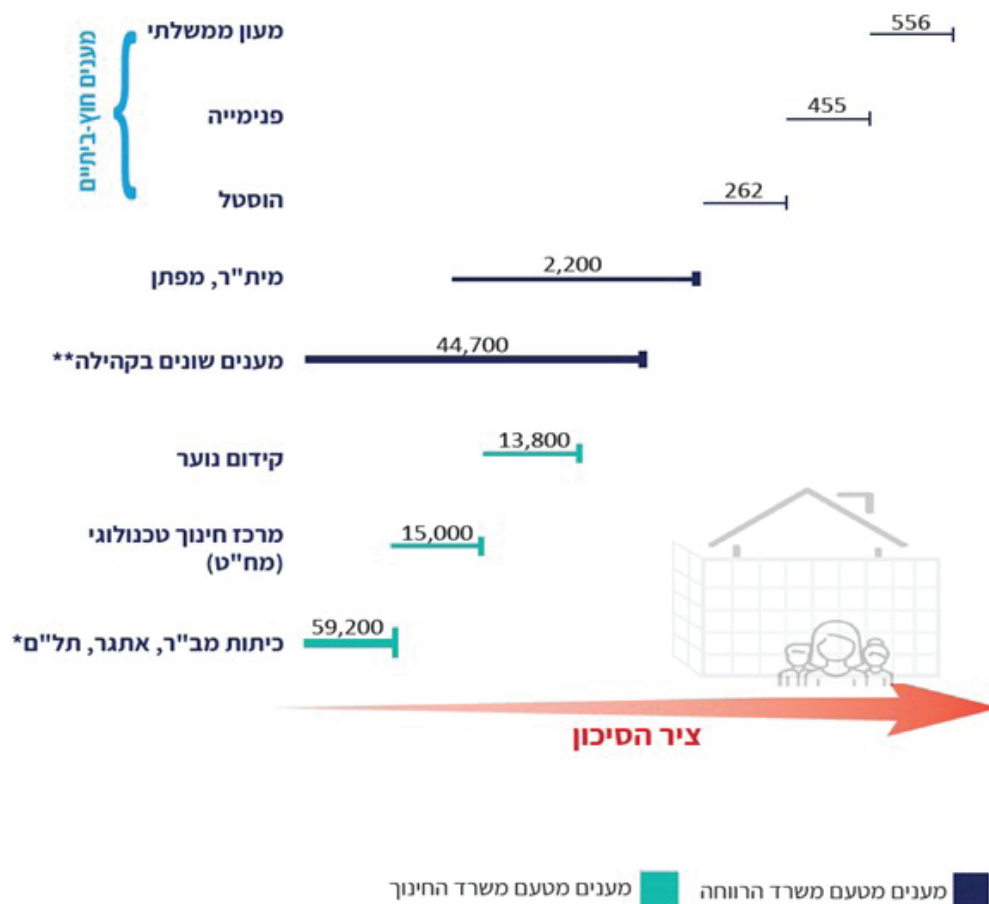 מענים חוץ-ביתיים
מעון ממשלתי
556
פנימייה
455
הוסטל
262
מית"ר, מפתן
2,200
מענים שונים בקהילה**
44,700
קידום נוער
13,800
מרכז חינוך טכנולוגי
(מח"ט)
15,000
כיתות מב"ר, אתגר, תל"ם*
59,200
ציר הסיכון
מענים מטעם משרד הרווחה
מענים מטעם משרד החינוך